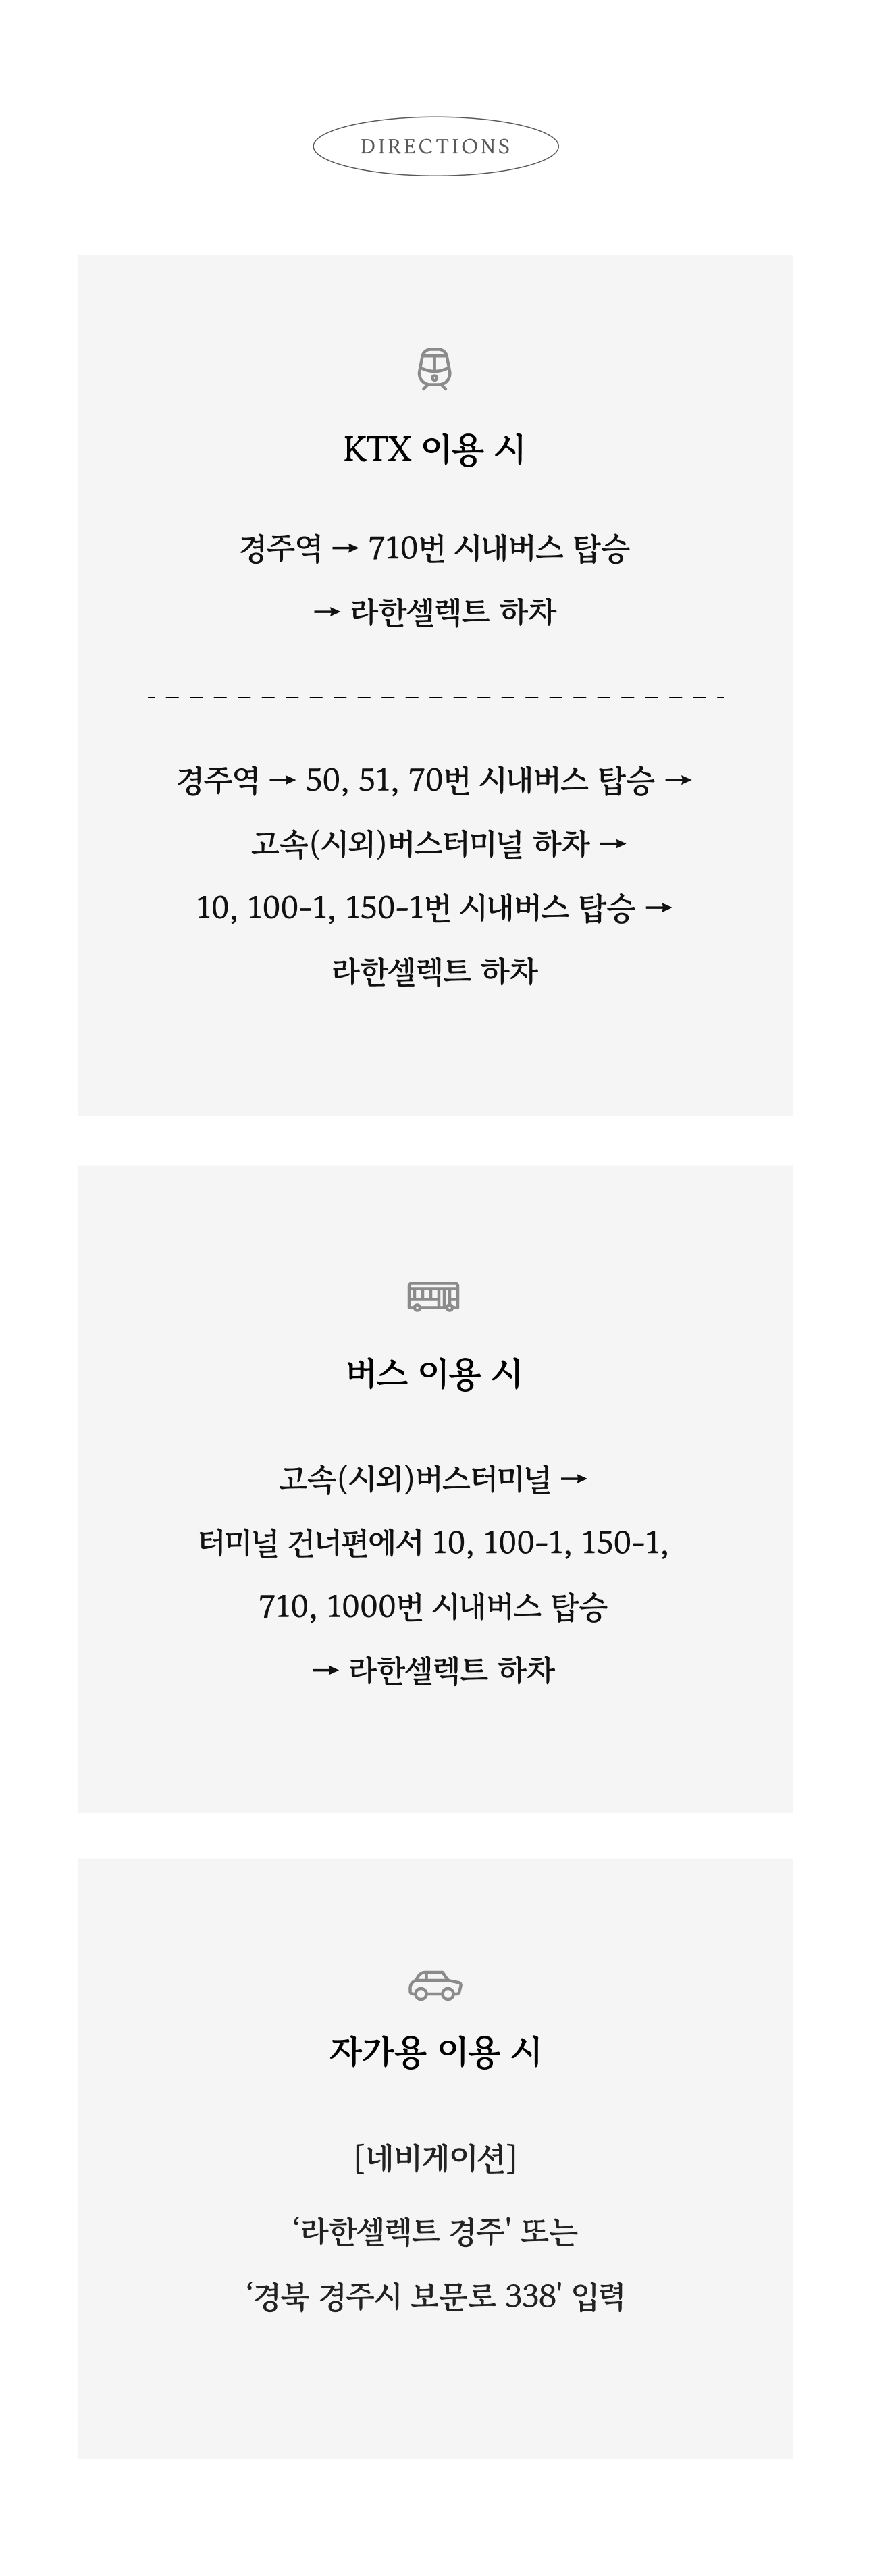 DIRECTIONS
KTX 이용 시
경주역 → 710번 시내버스 탑승
→ 라한셀렉트 하차
경주역 → 50, 51, 70번 시내버스 탑승 →
고속(시외)버스터미널 하차 →
10, 100-1, 150-1번 시내버스 탑승 →
라한셀렉트 하차
버스 이용 시
고속(시외)버스터미널 →
터미널 건너편에서 10, 100-1, 150-1,
710, 1000번 시내버스 탑승
→ 라한셀렉트 하차
자가용 이용 시
[네비게이션]
‘라한셀렉트 경주' 또는
‘경북 경주시 보문로 338' 입력